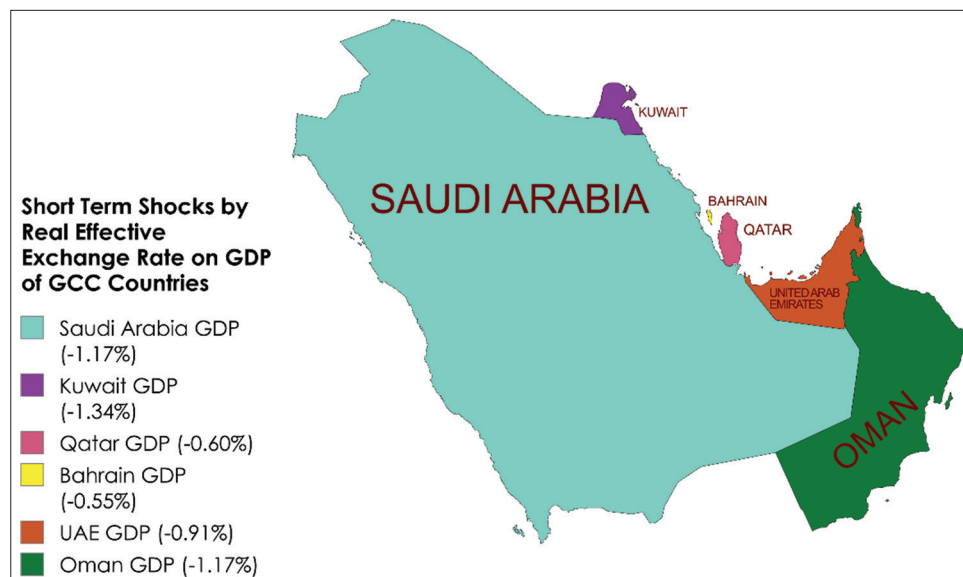 Short Term Shocks by
Real Effective
Exchange Rate on GDP
of GCC Countries
Saudi Arabia GDP
(-1.17%)
Kuwait GDP
(-1.34%)
Qatar GDP (-0.60%)
Bahrain GDP
(-0.55%)
UAE GDP (-0.91%)
Oman GDP (-1.17%)
KUWAIT
SAUDI ARABIA
BAHRAIN
QATAR
UNITED ARAB
EMIRATES
OMAN